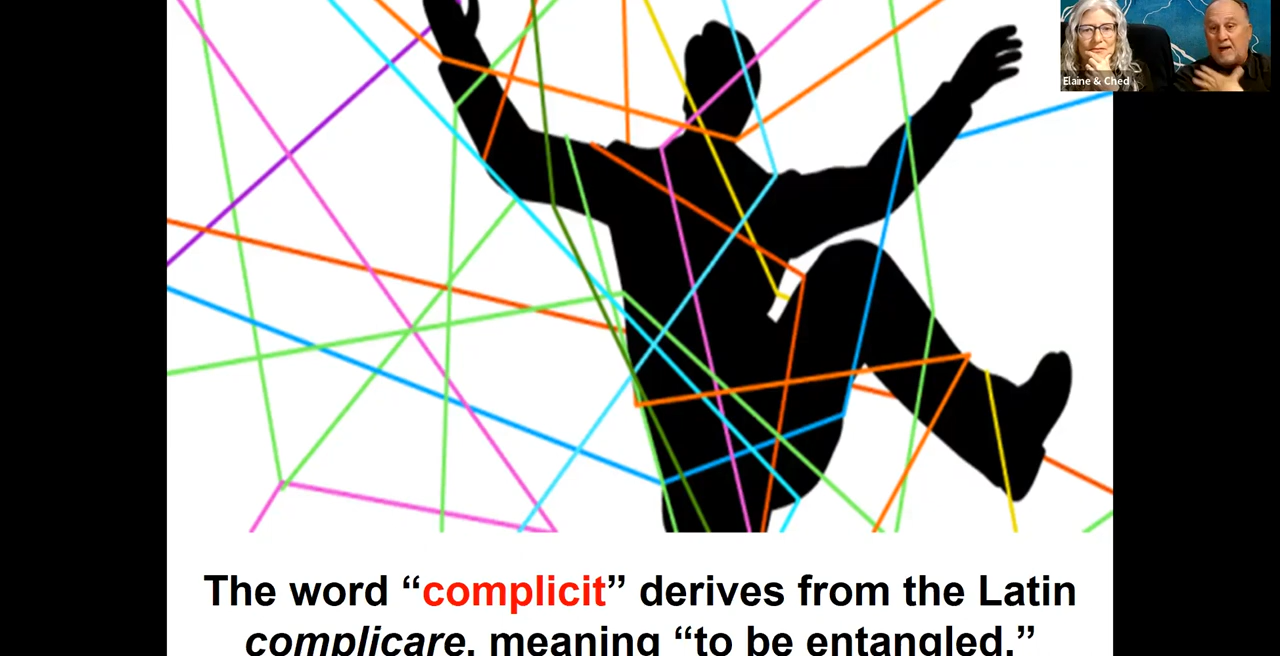 Elaine & Ched
The word “complicit” derives from the Latin
complicare, meaning “to be entangled.”